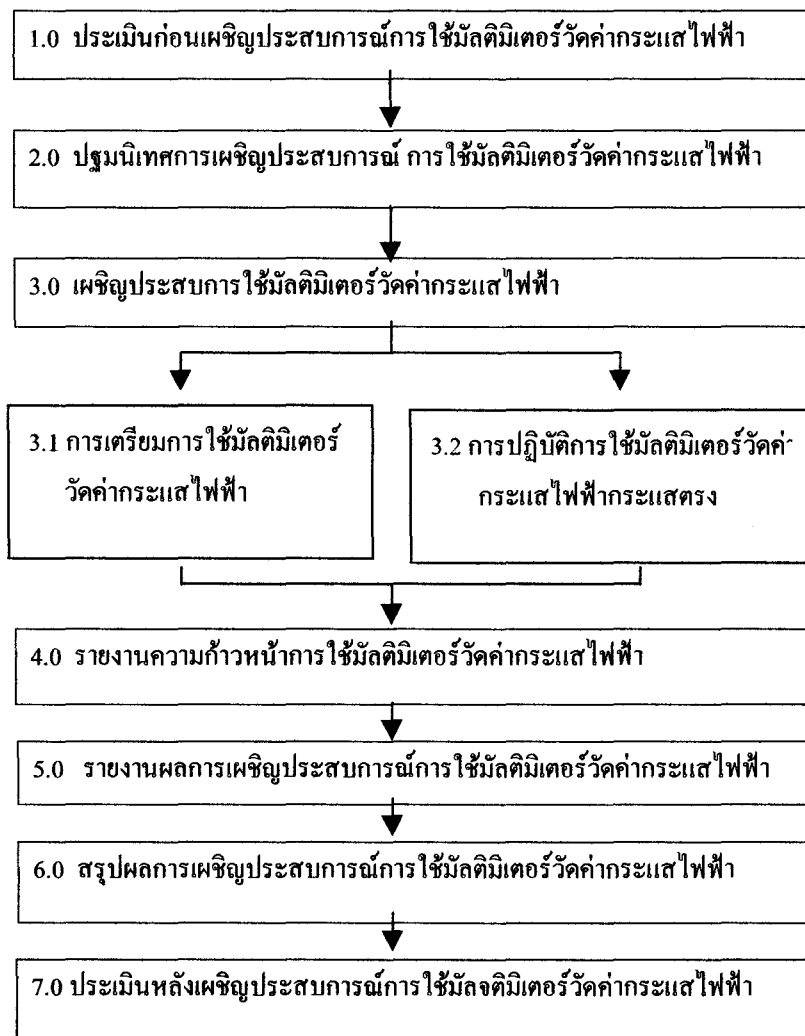 1.0 ประเมินก่อนเผชิญประสบการณ์การใช้มัลติมิเตอร์วัดค่ากระแสไฟฟ้า
2.0 ปฐมนิเทศการเผชิญประสบการณ์ การใช้มัลติมิเตอร์วัดค่ากระแสไฟฟ้า
3.0 เผชิญประสบการใช้มัลติมิเตอร์วัดค่ากระแสไฟฟ้า
3.1 การเตรียมการใช้มัลติมิเตอร์
วัดค่ากระแสไฟฟ้า
3.2 การปฏิบัติการใช้มัลติมิเตอร์วัดค่า
กระแสไฟฟ้ากระแสตรง
4.0 รายงานความก้าวหน้าการใช้มัลติมิเตอร์วัดค่ากระแสไฟฟ้า
5.0 รายงานผลการเผชิญประสบการณ์การใช้มัลติมิเตอร์วัดค่ากระแสไฟฟ้า
6.0 สรุปผลการเผชิญประสบการณ์การใช้มัลติมิเตอร์วัดค่ากระแสไฟฟ้า
7.0 ประเมินหลังเผชิญประสบการณ์การใช้มัลจติมิเตอร์วัดค่ากระแสไฟฟ้า